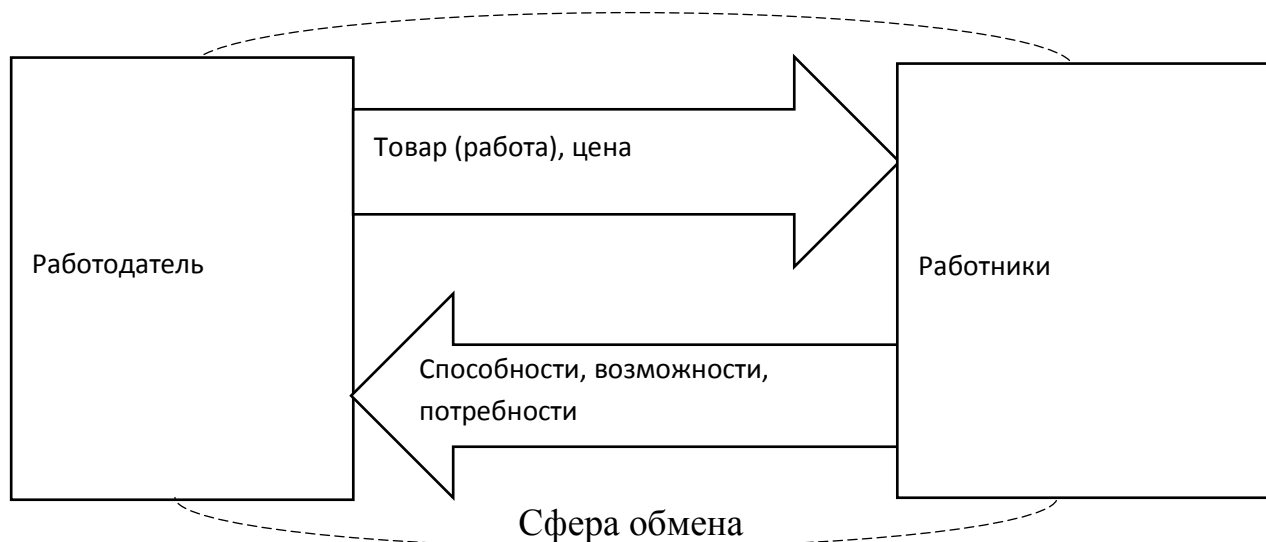 Товар (работа), цена
Работодатель
Работники
Способности, возможности,
потребности
Сфера обмена